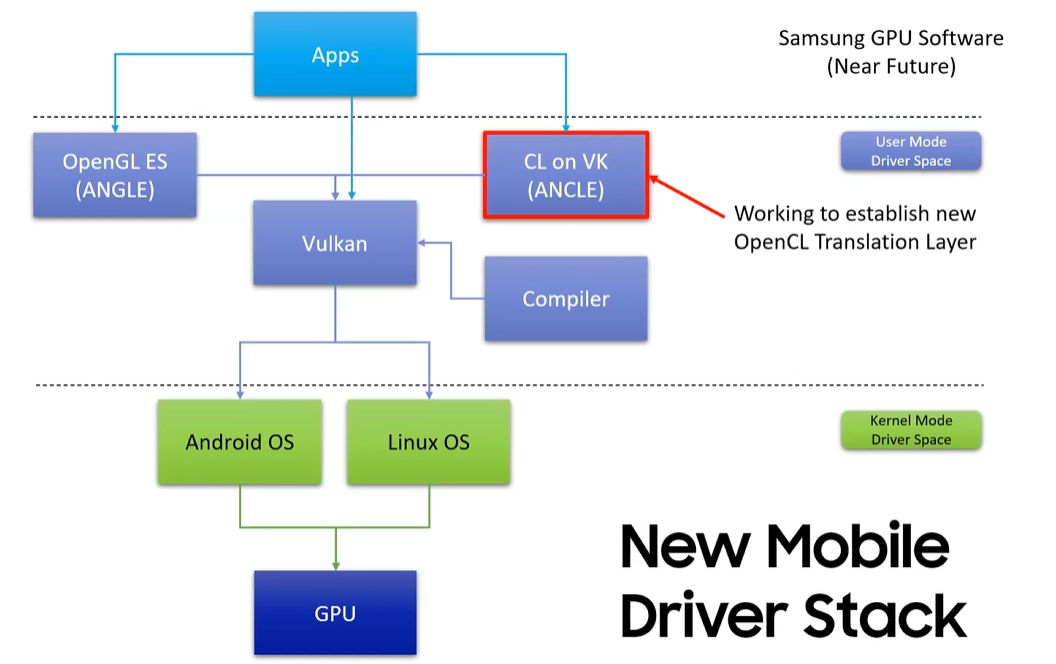 Apps
Samsung GPU Software
(Near Future)
OpenGL ES
(ANGLE)
CL on VK
(ANCLE)
User Mode
Driver Space
Working to establish new
OpenCL Translation Layer
Vulkan
Compiler
Android OS
Linux OS
Kernel Mode
Driver Space
New Mobile
Driver Stack
GPU